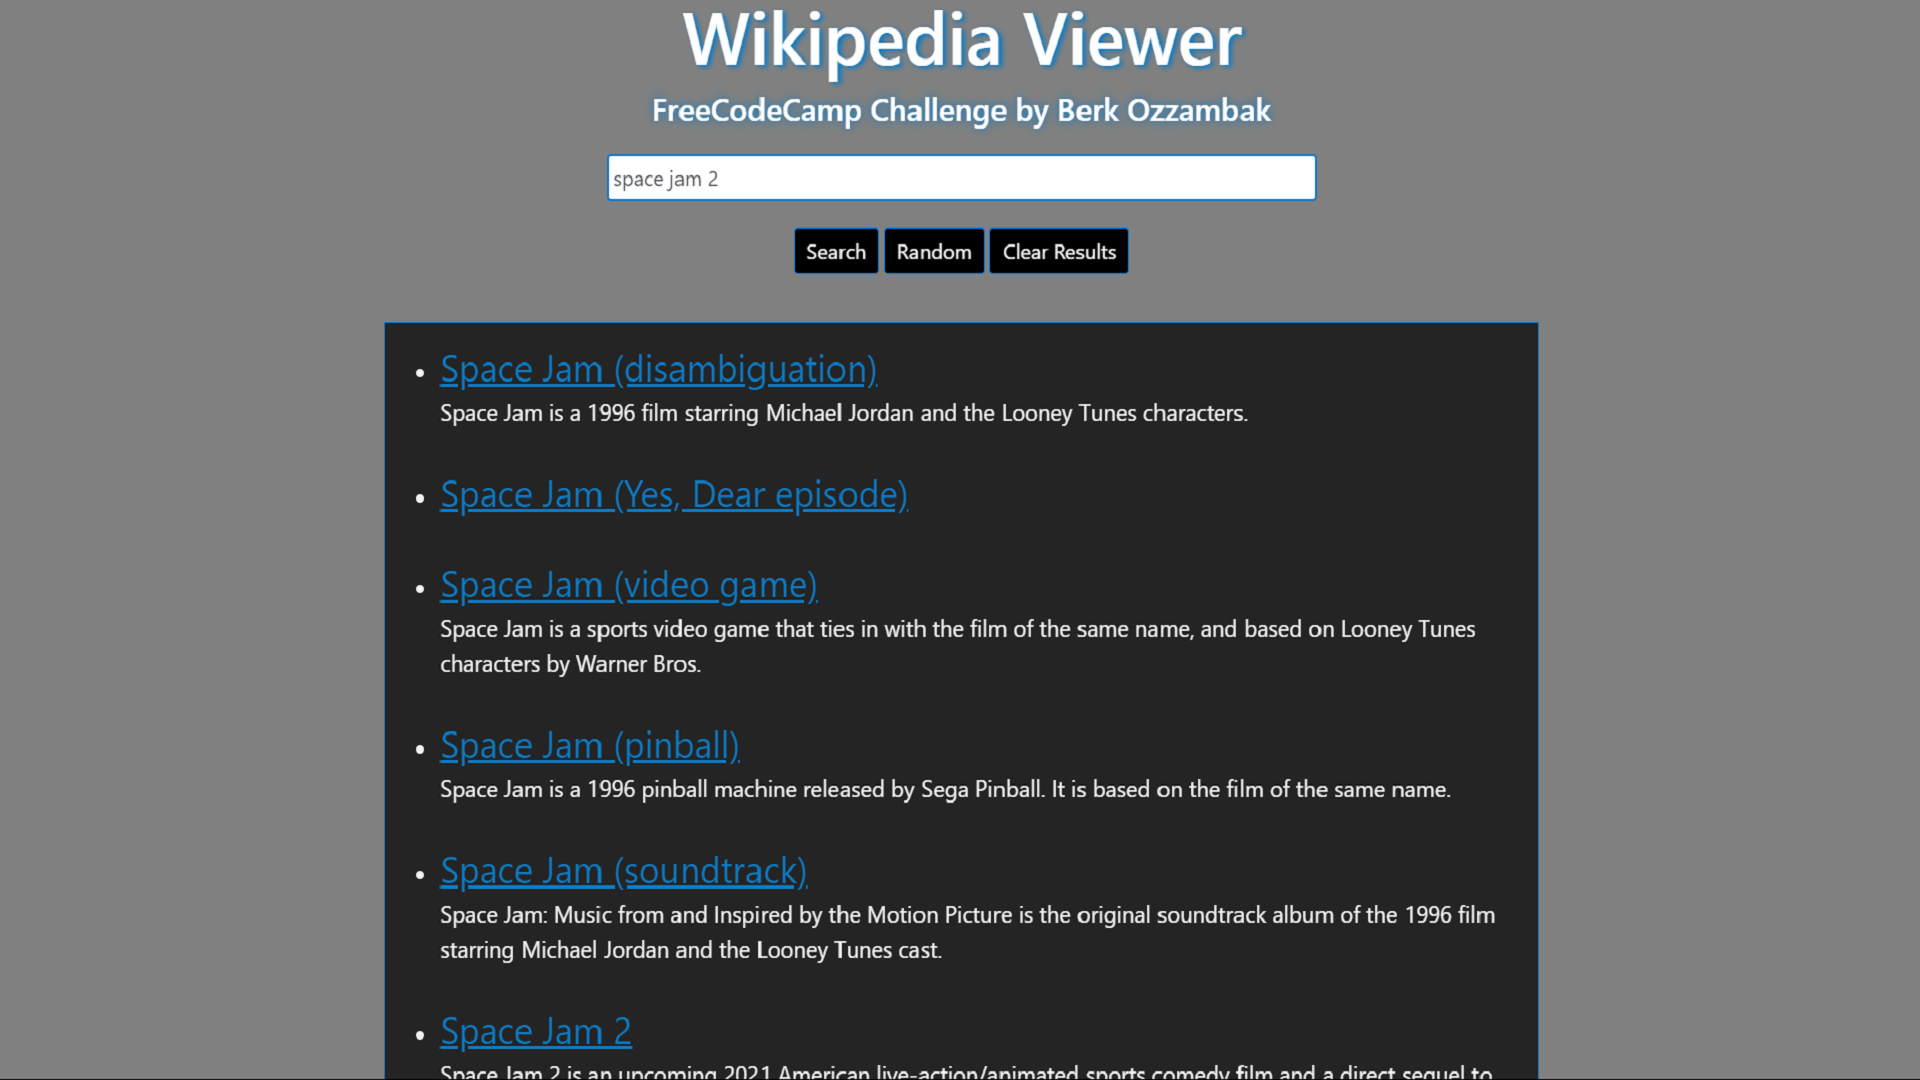 Wikipedia Viewer
FreeCodeCamp Challenge by Berk Ozzambak
space jam 2
Search Random Clear Results
Space Jam (disambiguation)
Space Jam is a 1996 film starring Michael Jordan and the Looney Tunes characters.
Space Jam (Yes, Dear episode)
Space Jam (video game)
Space Jam is a sports video game that ties in with the film of the same name, and based on Looney Tunes
characters by Warner Bros.
Space Jam (pinball)
Space Jam is a 1996 pinball machine released by Sega Pinball. It is based on the film of the same name.
Space Jam (soundtrack)
Space Jam: Music from and Inspired by the Motion Picture is the original soundtrack album of the 1996 film
starring Michael Jordan and the Looney Tunes cast.
Space Jam 2
Space Jam 2 is an upcoming 2021 American live-action/animated sports comedy film and a direct sequel to